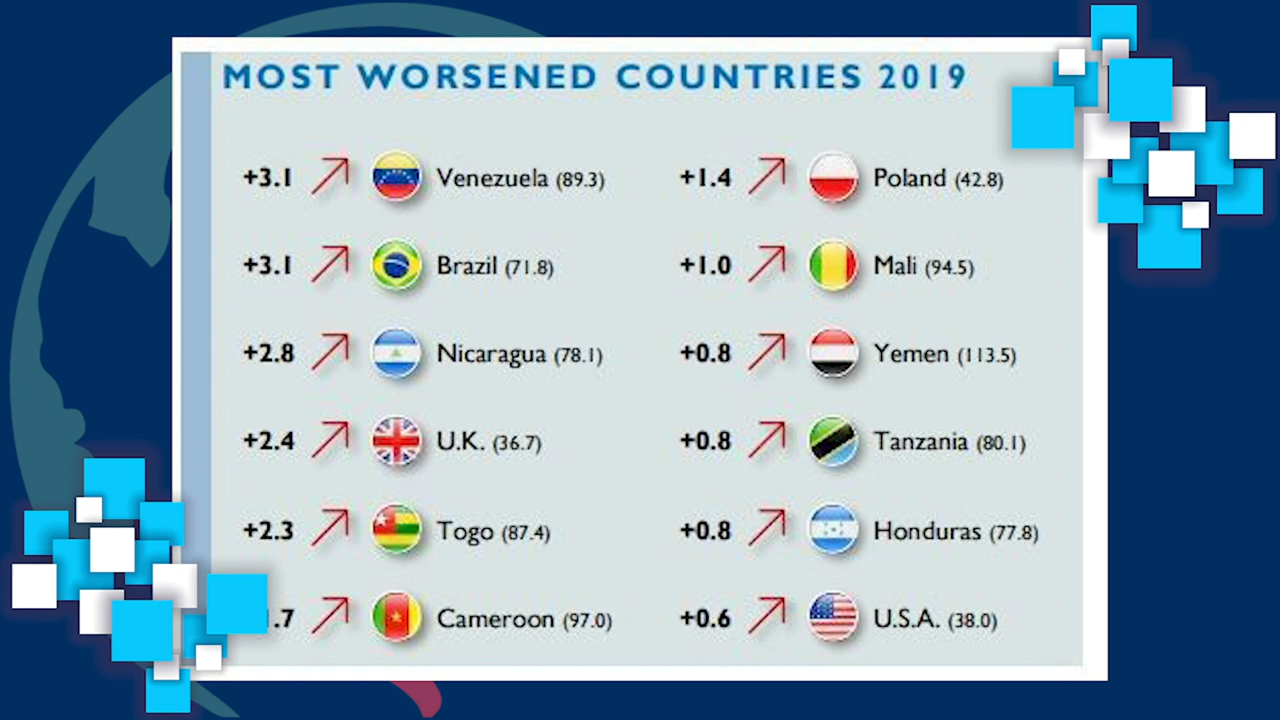 MOST WORSENED COUNTRIES 2019
+3.1 Venezuela (89.3)
+3.1 Brazil (71.8)
+2.8 Nicaragua (78.1)
+2.4 U.K. (36.7)
+2.3 Togo (87.4)
.7 Cameroon (97.0)
+1.4 Poland (42.8)
+1.0 Mali (94.5)
+0.8 Yemen (113.5)
+0.8 Tanzania (80.1)
+0.8 Honduras (77.8)
+0.6 U.S.A. (38.0)